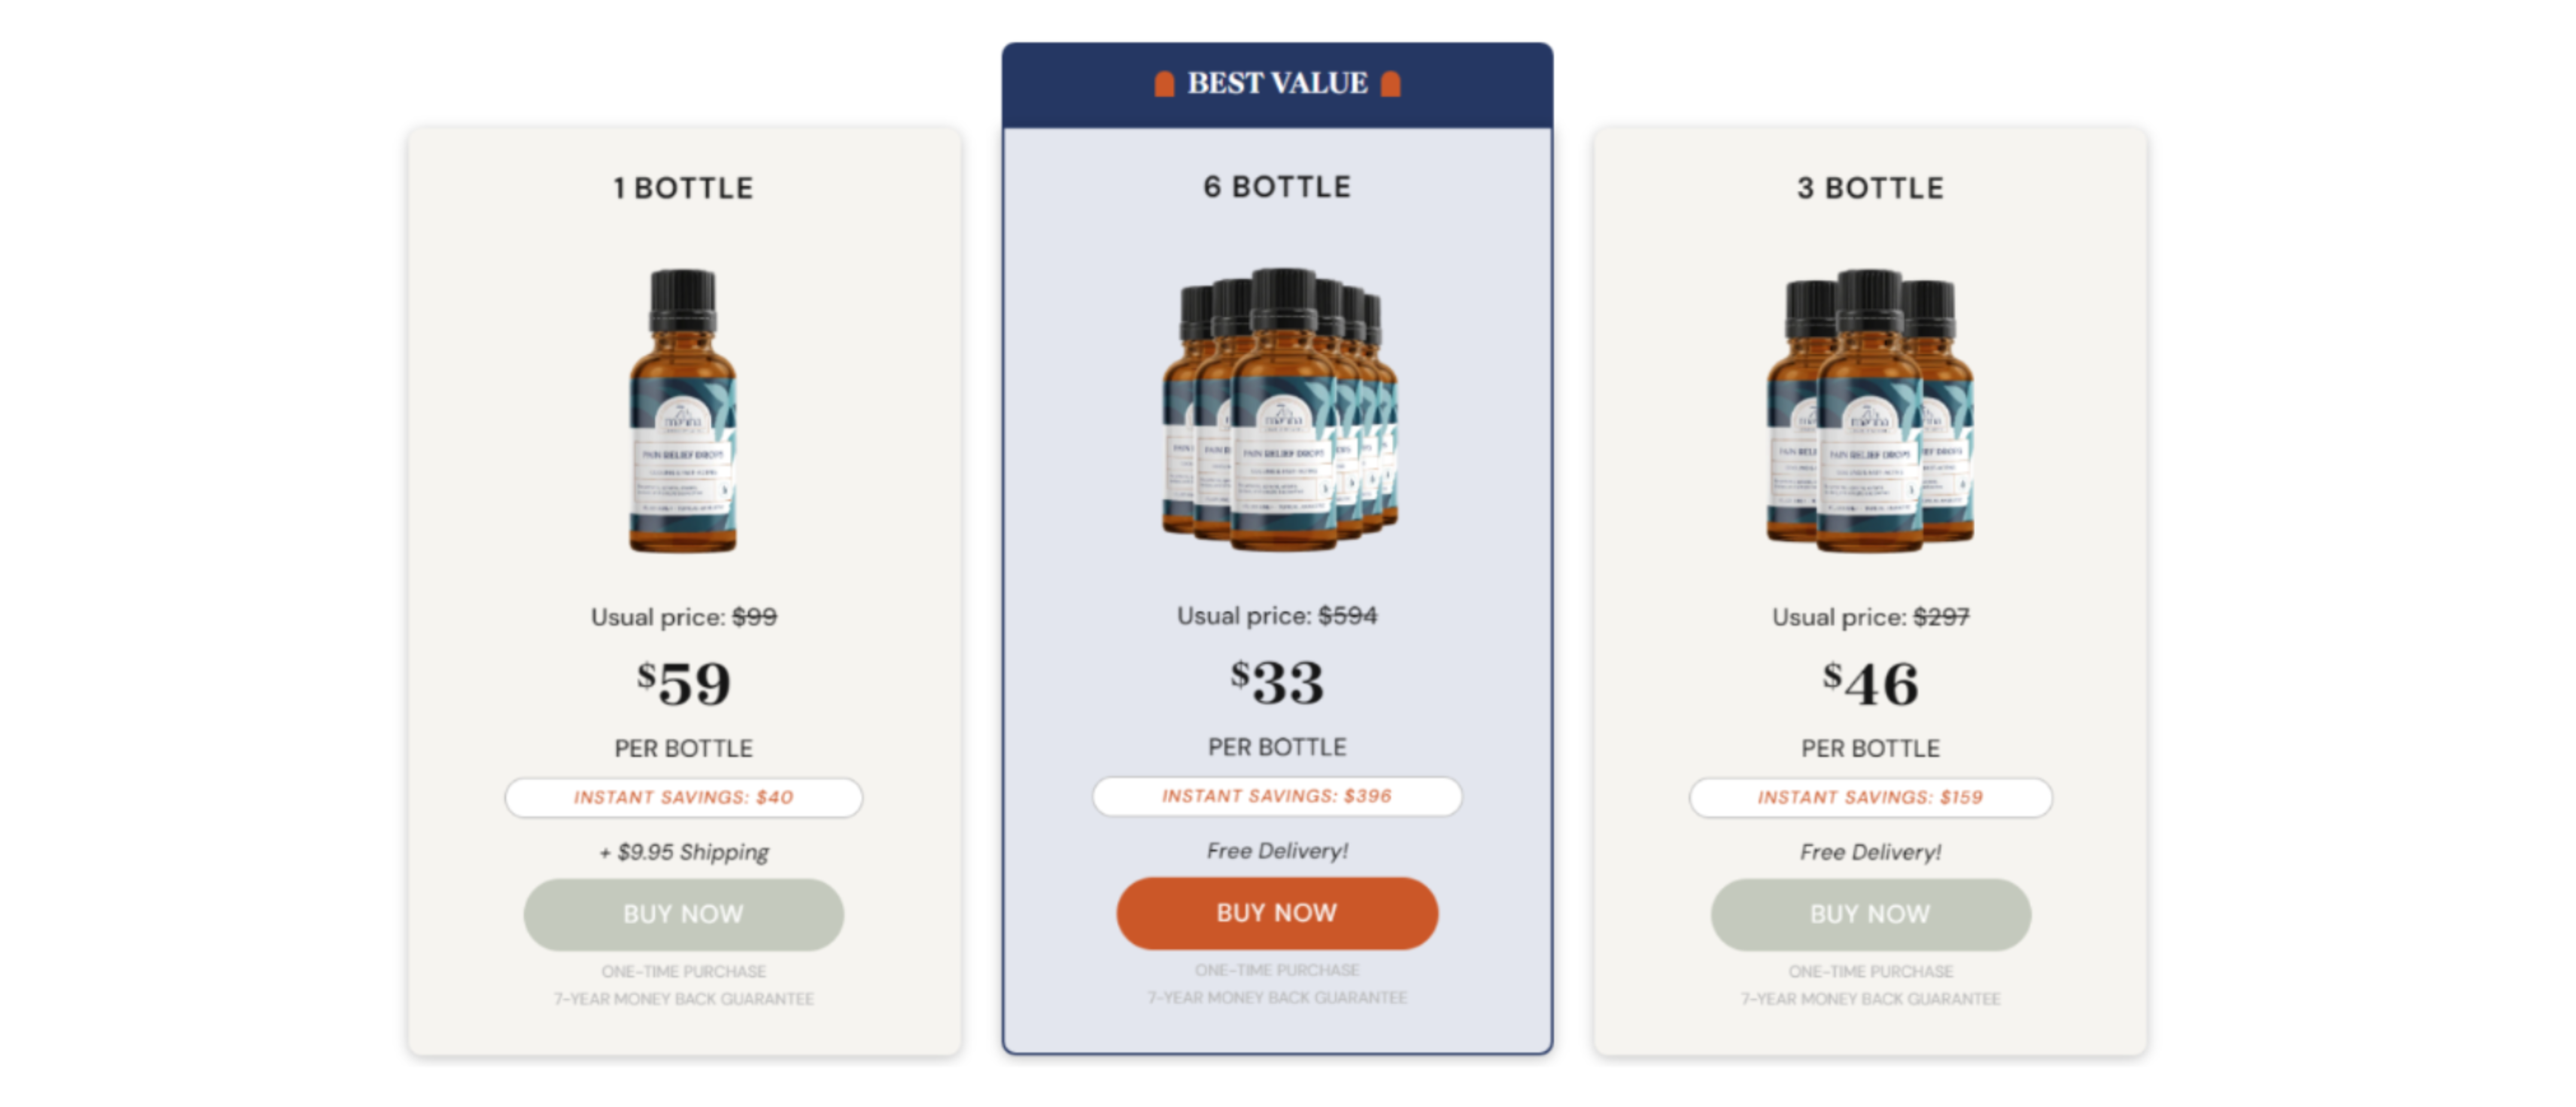 BEST VALUE
1 BOTTLE
PAIN RELIEF DROPS
Usual price: $99
$59
PER BOTTLE
INSTANT SAVINGS: $40
+ $9.95 Shipping
BUY NOW
ONE-TIME PURCHASE
7-YEAR MONEY BACK GUARANTEE
6 BOTTLE
PAIN RELIEF DROPS
Usual price: $594
$33
PER BOTTLE
INSTANT SAVINGS: $396
Free Delivery!
BUY NOW
ONE-TIME PURCHASE
7-YEAR MONEY BACK GUARANTEE
3 BOTTLE
PAIN RELIEF DROPS
Usual price: $297
$46
PER BOTTLE
INSTANT SAVINGS: $159
Free Delivery!
BUY NOW
ONE-TIME PURCHASE
7-YEAR MONEY BACK GUARANTEE